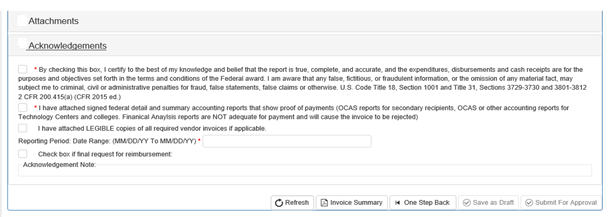 Attachments
Acknowledgements
* By checking this box, I certify to the best of my knowledge and belief that the report is true, complete, and accurate, and the expenditures, disbursements and cash receipts are for the
purposes and objectives set forth in the terms and conditions of the Federal award. I am aware that any false, fictitious, or fraudulent information, or the omission of any material fact, may
subject me to criminal, civil or administrative penalties for fraud, false statements, false claims or otherwise. U.S. Code Title 18, Section 1001 and Title 31, Sections 3729-3730 and 3801-3812
2 CFR 200.415(a) (CFR 2015 ed.)
* I have attached signed federal detail and summary accounting reports that show proof of payments (OCAS reports for secondary recipients, OCAS or other accounting reports for
Technology Centers and colleges. Finanical Anaylsis reports are NOT adequate for payment and will cause the invoice to be rejected)
I have attached LEGIBLE copies of all required vendor invoices if applicable.
Reporting Period: Date Range: (MM/DD/YY To MM/DD/YY) *
Check box if final request for reimbursement:
Acknowledgement Note:
Refresh Invoice Summary One Step Back Save as Draft Submit For Approval